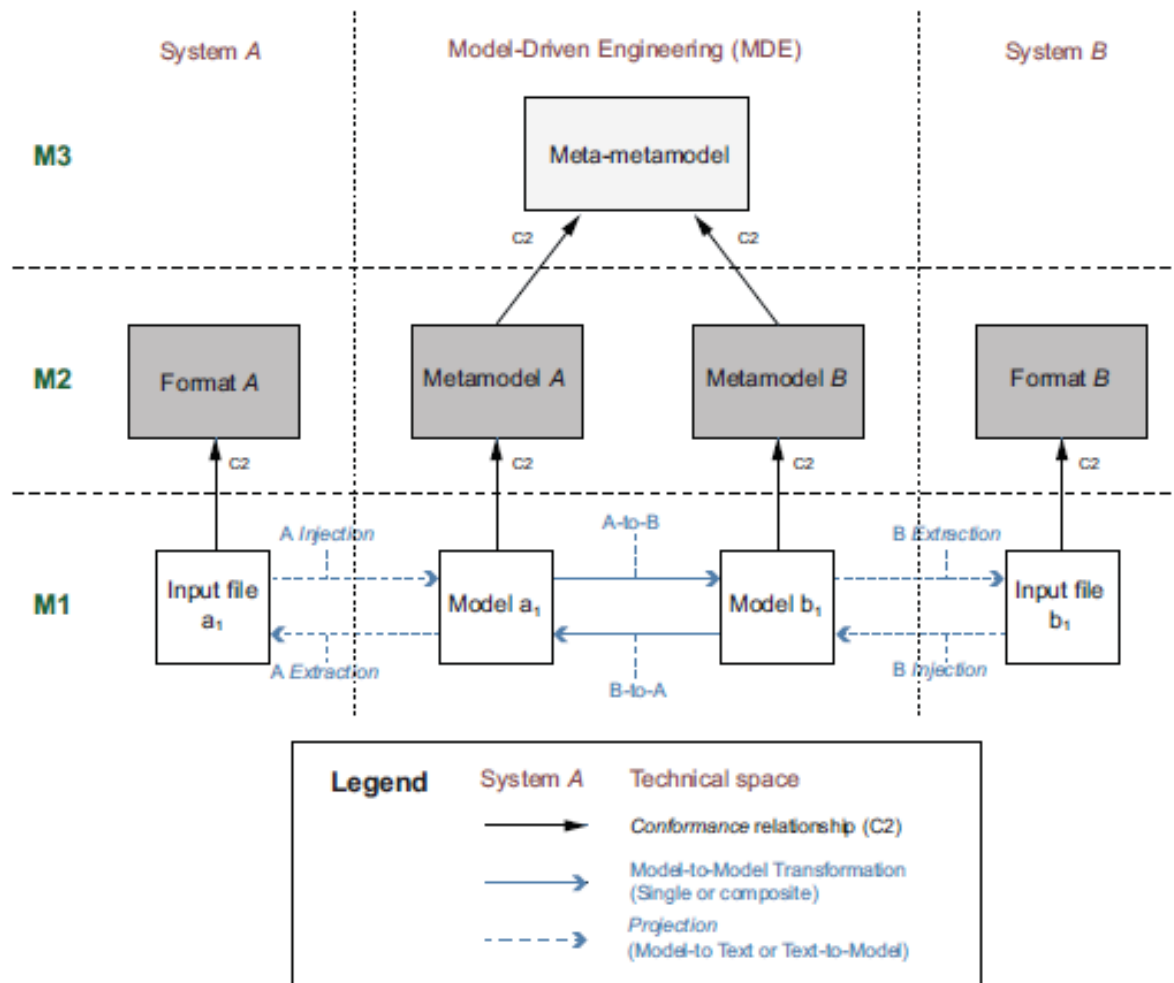 System A
Model-Driven Engineering (MDE)
System B
M3
Meta-metamodel
C2
C2
M2
Format A
Metamodel A
Metamodel B
Format B
C2
C2
C2
C2
M1
A Injection
A-to-B
B Extraction
Input file
a₁
Model a₁
Model b₁
Input file
b₁
A Extraction
B-to-A
B Injection
Legend
System A
Technical space
Conformance relationship (C2)
Model-to-Model Transformation
(Single or composite)
Projection
(Model-to Text or Text-to-Model)